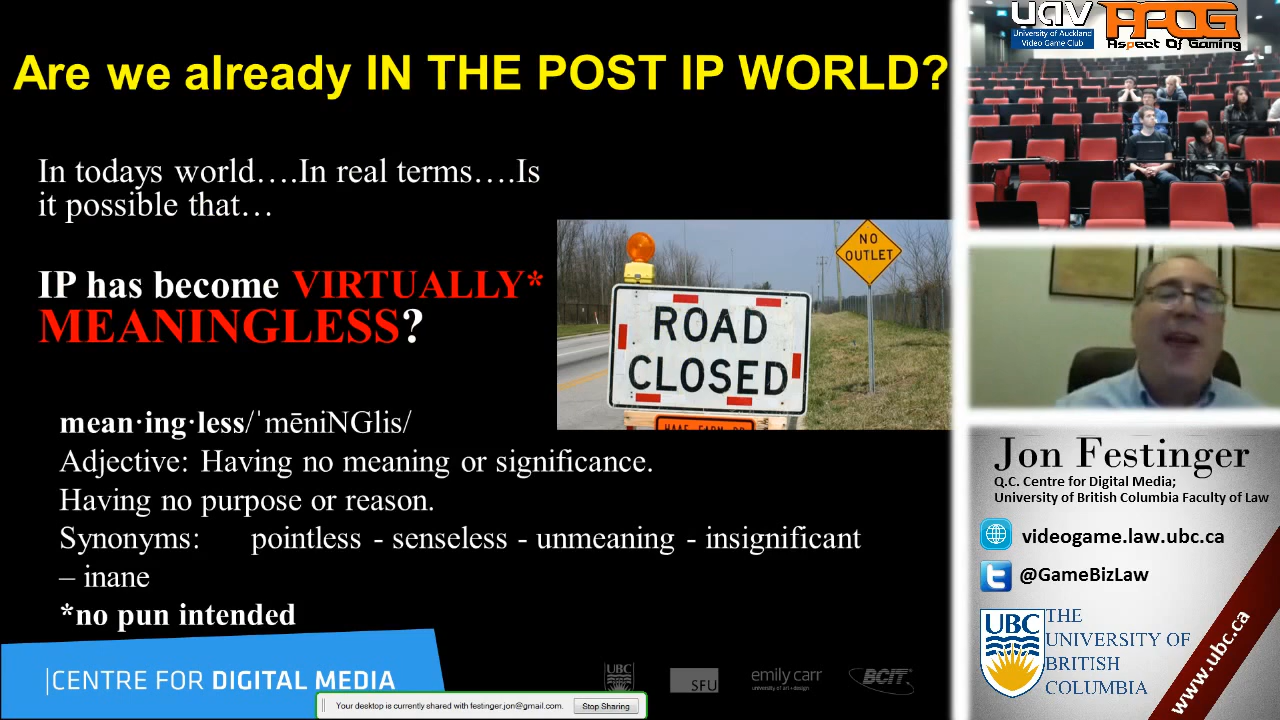 Are we already IN THE POST IP WORLD?
In todays world….In real terms….Is
it possible that…
IP has become VIRTUALLY*
MEANINGLESS?
NO
OUTLET
ROAD
CLOSED
mean·ing·less/ˈmēniNGlis/
Adjective: Having no meaning or significance.
Having no purpose or reason.
Synonyms: pointless - senseless - unmeaning - insignificant
– inane
*no pun intended
CENTRE FOR DIGITAL MEDIA
UBC
SFU
emily carr
university of art + design
BCIT
Your desktop is currently shared with festinger.jon@gmail.com.
Stop Sharing
University of Auckland
Video Game Club
Aspect Of Gaming
Jon Festinger
Q.C. Centre for Digital Media;
University of British Columbia Faculty of Law
videogame.law.ubc.ca
@GameBizLaw
UBC
THE
UNIVERSITY OF
BRITISH
COLUMBIA
www.ubc.ca